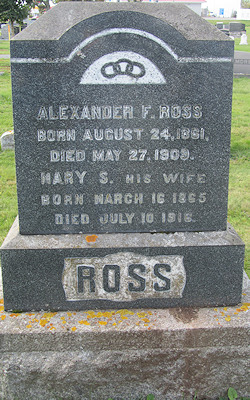 ALEXANDER F. ROSS
BORN AUGUST 24, 1861,
DIED MAY 27, 1909.
MARY S. HIS WIFE
BORN MARCH 16 1865
DIED JULY 10 1916.
ROSS